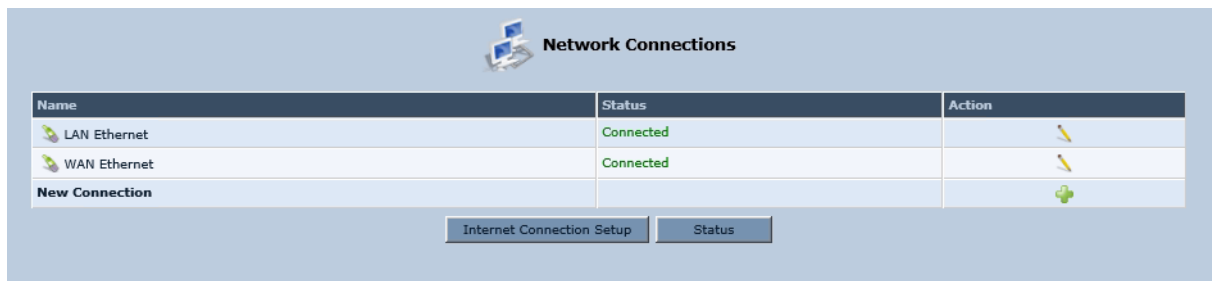 Network Connections
Name Status Action
LAN Ethernet Connected
WAN Ethernet Connected
New Connection
Internet Connection Setup Status